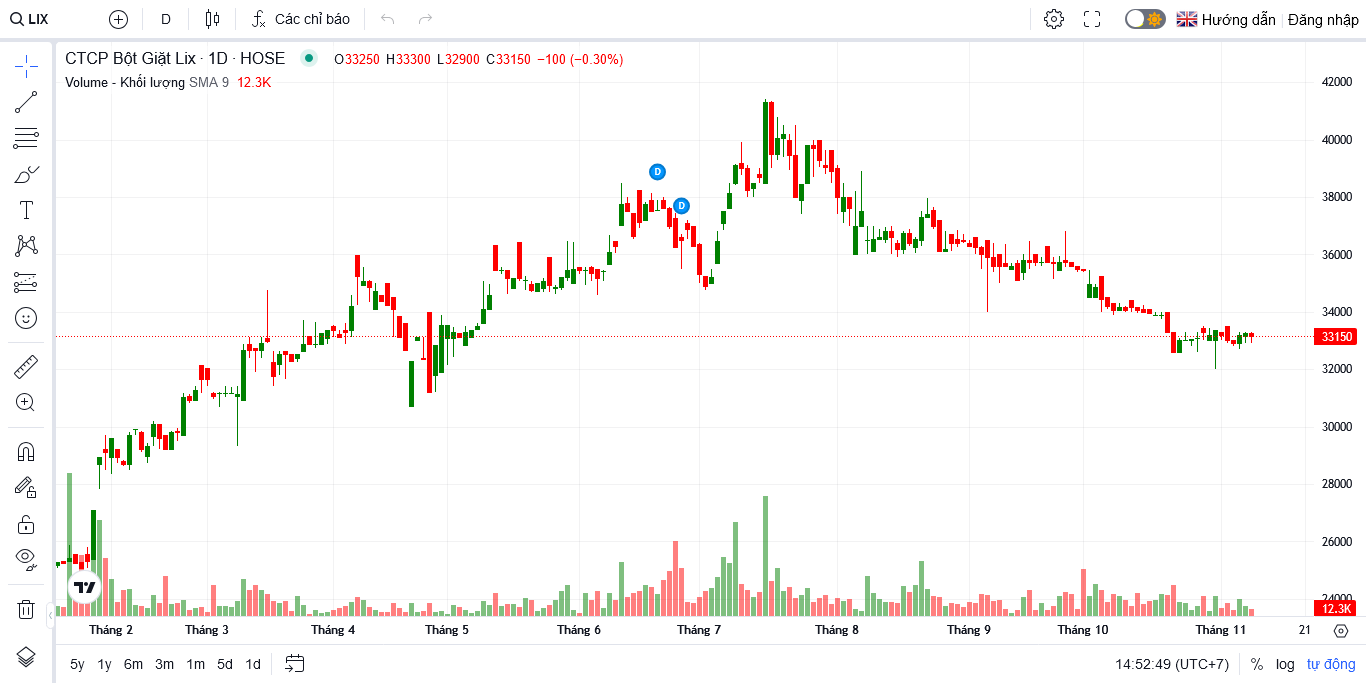 LIX D Các chỉ báo Hướng dẫn Đăng nhập
CTCP Bột Giặt Lix · 1D · HOSE O33250 H33300 L32900 C33150 −100 (−0.30%)
Volume - Khối lượng SMA 9 12.3K
42000
40000
D
38000
D
36000
34000
33150
32000
30000
28000
26000
24000
12.3K
Tháng 2 Tháng 3 Tháng 4 Tháng 5 Tháng 6 Tháng 7 Tháng 8 Tháng 9 Tháng 10 Tháng 11 21
5y 1y 6m 3m 1m 5d 1d 14:52:49 (UTC+7) % log tự động